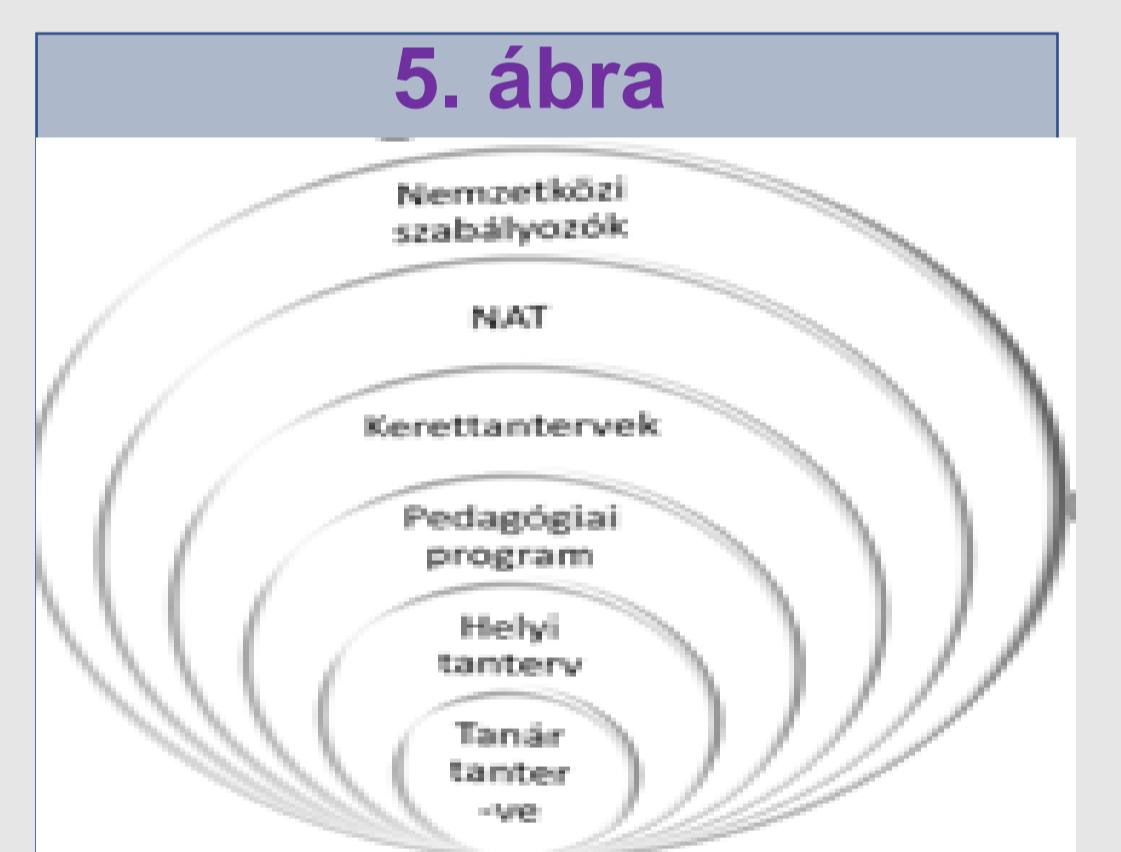 5. ábra
Nemzetközi
szabályozók
NAT
Kerettantervek
Pedagógiai
program
Helyi
tanterv
Tanár
tanter
-ve